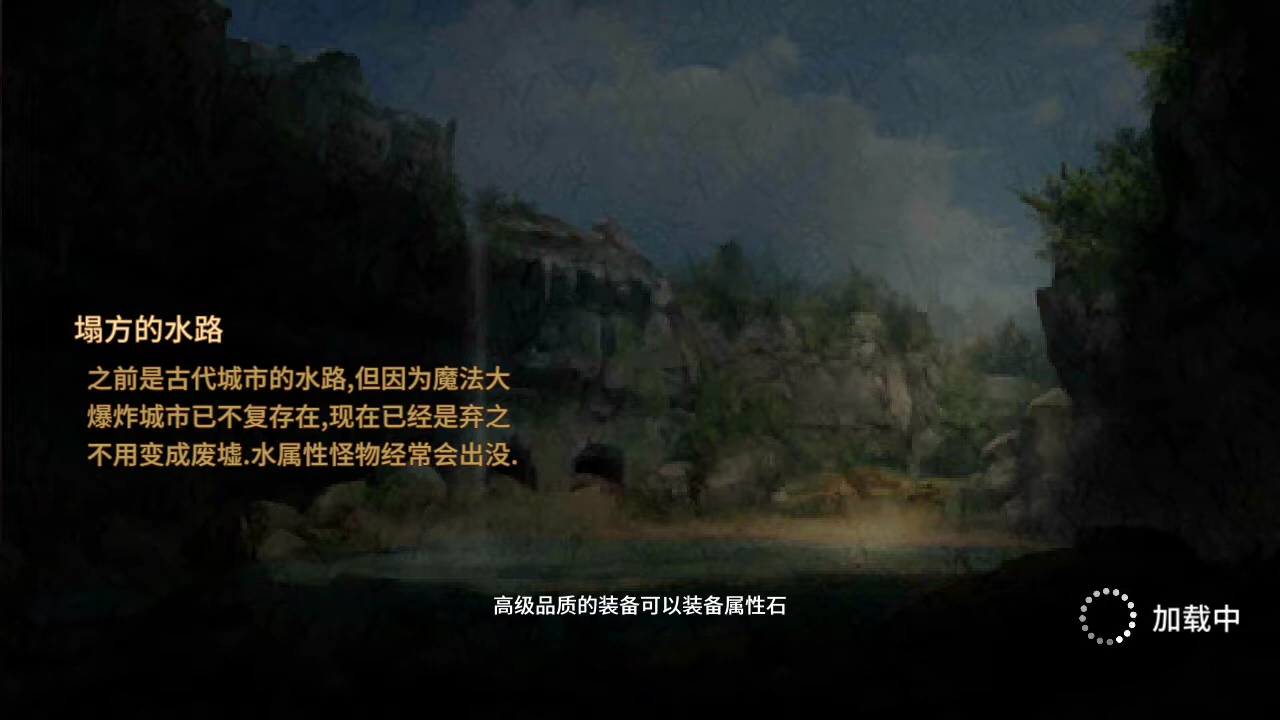 塌方的水路
之前是古代城市的水路,但因为魔法大
爆炸城市已不复存在,现在已经是弃之
不用变成废墟.水属性怪物经常会出没.
高级品质的装备可以装备属性石
加载中